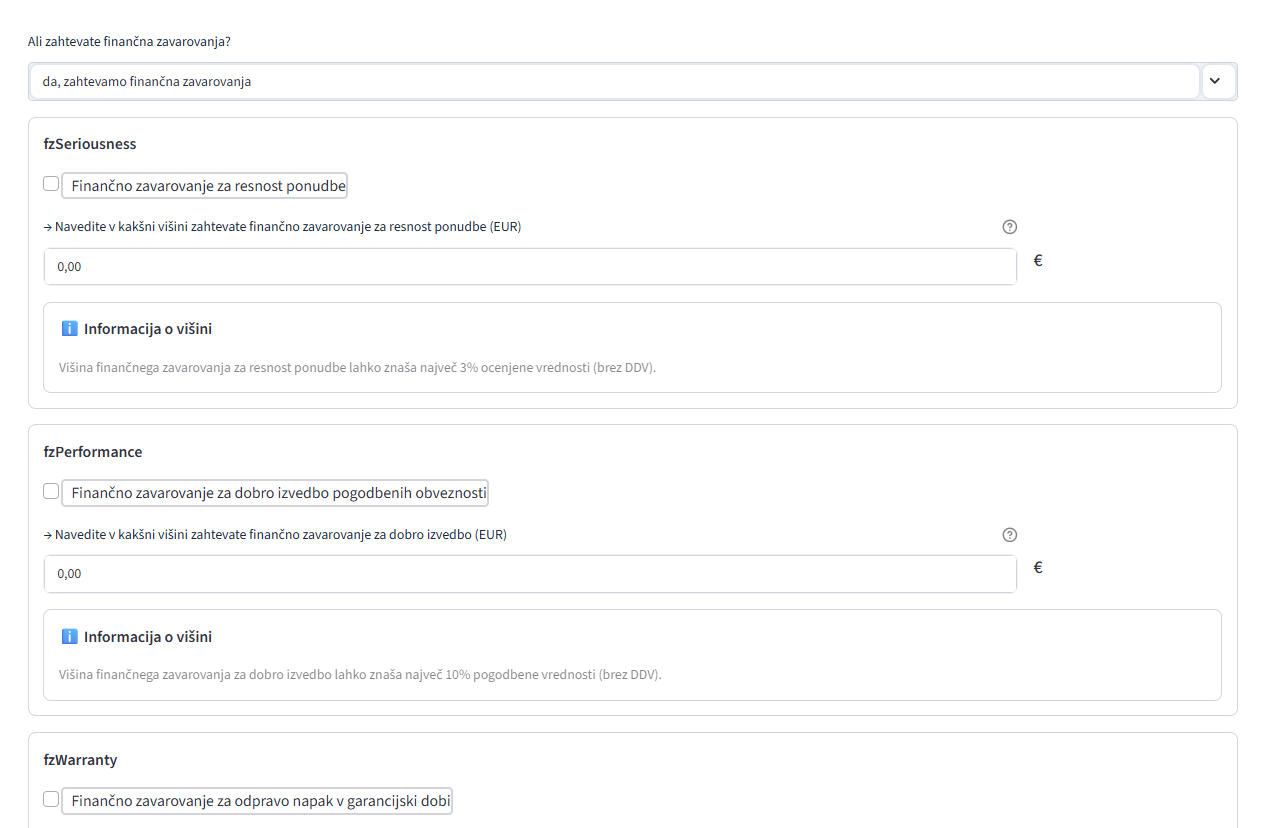 Ali zahtevate finančna zavarovanja?
da, zahtevamo finančna zavarovanja
fzSeriousness
Finančno zavarovanje za resnost ponudbe
→ Navedite v kakšni višini zahtevate finančno zavarovanje za resnost ponudbe (EUR)
0,00 €
Informacija o višini
Višina finančnega zavarovanja za resnost ponudbe lahko znaša največ 3% ocenjene vrednosti (brez DDV).
fzPerformance
Finančno zavarovanje za dobro izvedbo pogodbenih obveznosti
→ Navedite v kakšni višini zahtevate finančno zavarovanje za dobro izvedbo (EUR)
0,00 €
Informacija o višini
Višina finančnega zavarovanja za dobro izvedbo lahko znaša največ 10% pogodbene vrednosti (brez DDV).
fzWarranty
Finančno zavarovanje za odpravo napak v garancijski dobi